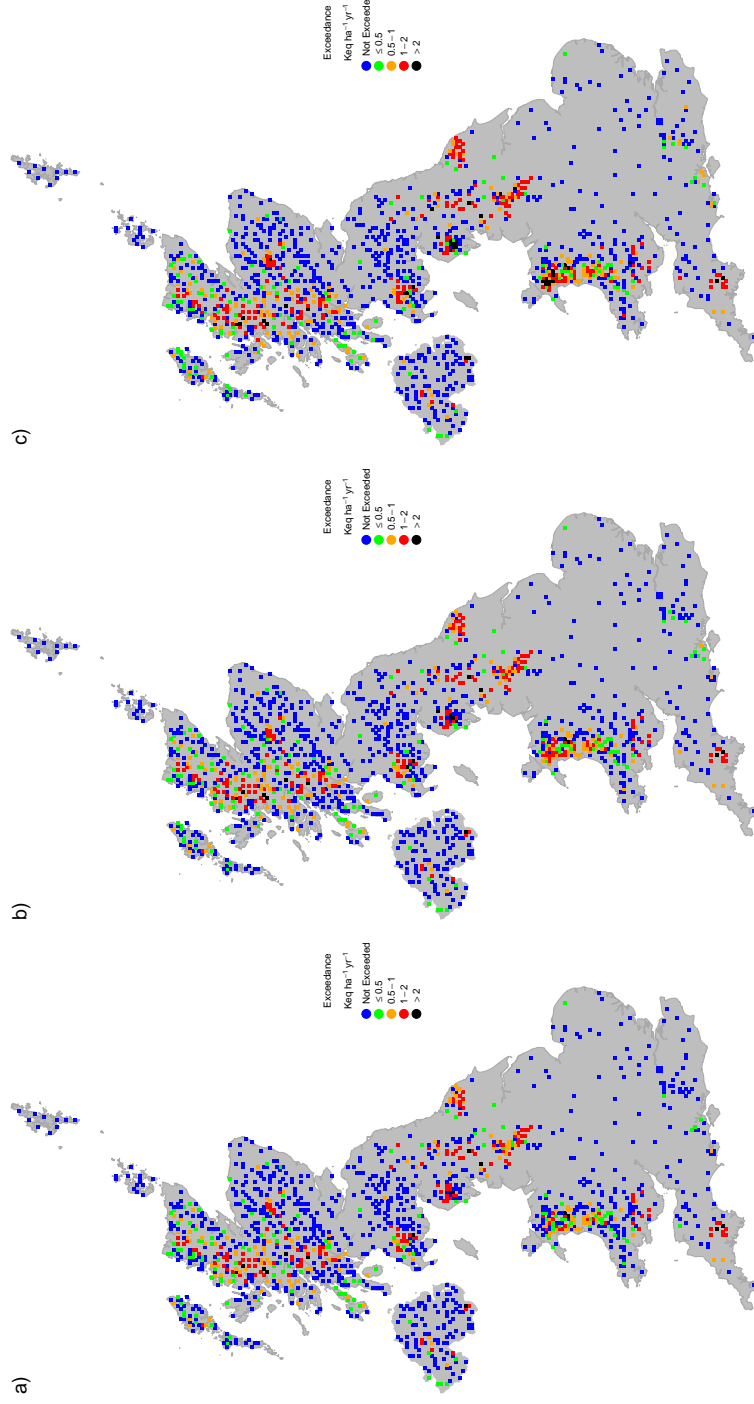 a)
Exceedance
Keq ha⁻¹ yr⁻¹
Not Exceeded
≤ 0.5
0.5 − 1
1 − 2
> 2
b)
Exceedance
Keq ha⁻¹ yr⁻¹
Not Exceeded
≤ 0.5
0.5 − 1
1 − 2
> 2
c)
Exceedance
Keq ha⁻¹ yr⁻¹
Not Exceeded
≤ 0.5
0.5 − 1
1 − 2
> 2